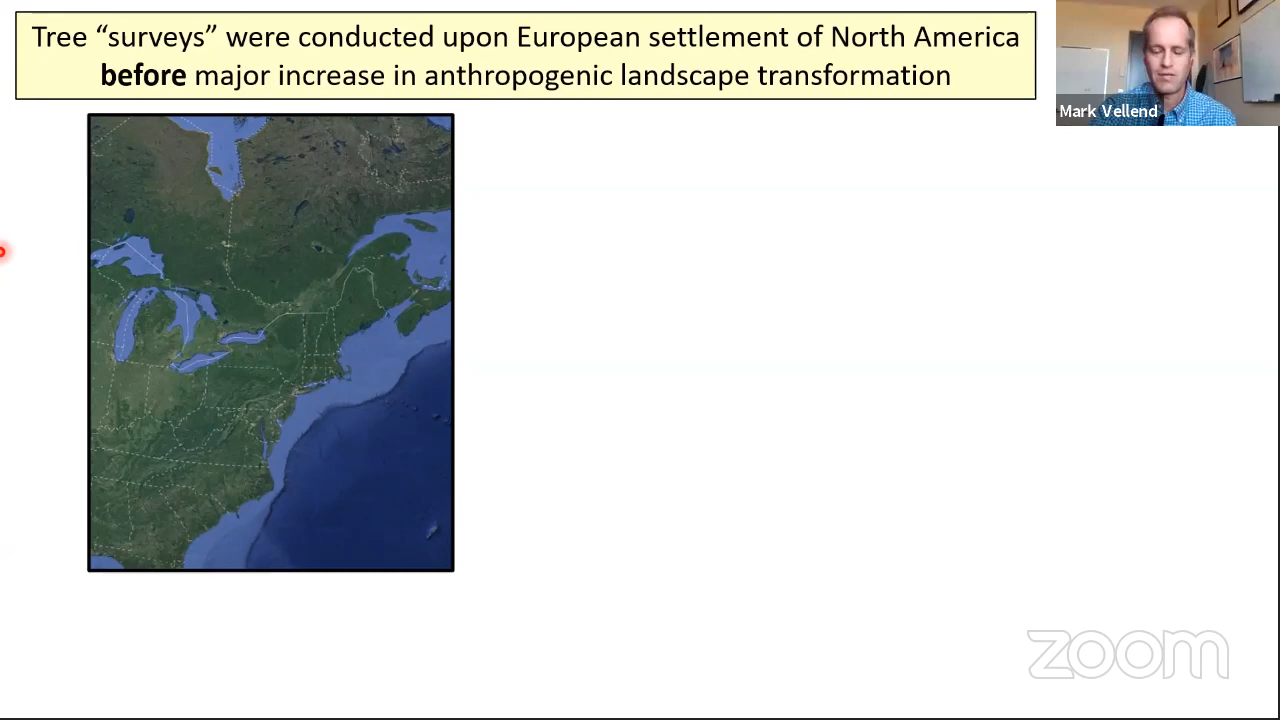 Tree “surveys” were conducted upon European settlement of North America
before major increase in anthropogenic landscape transformation
Mark Vellend
zoom